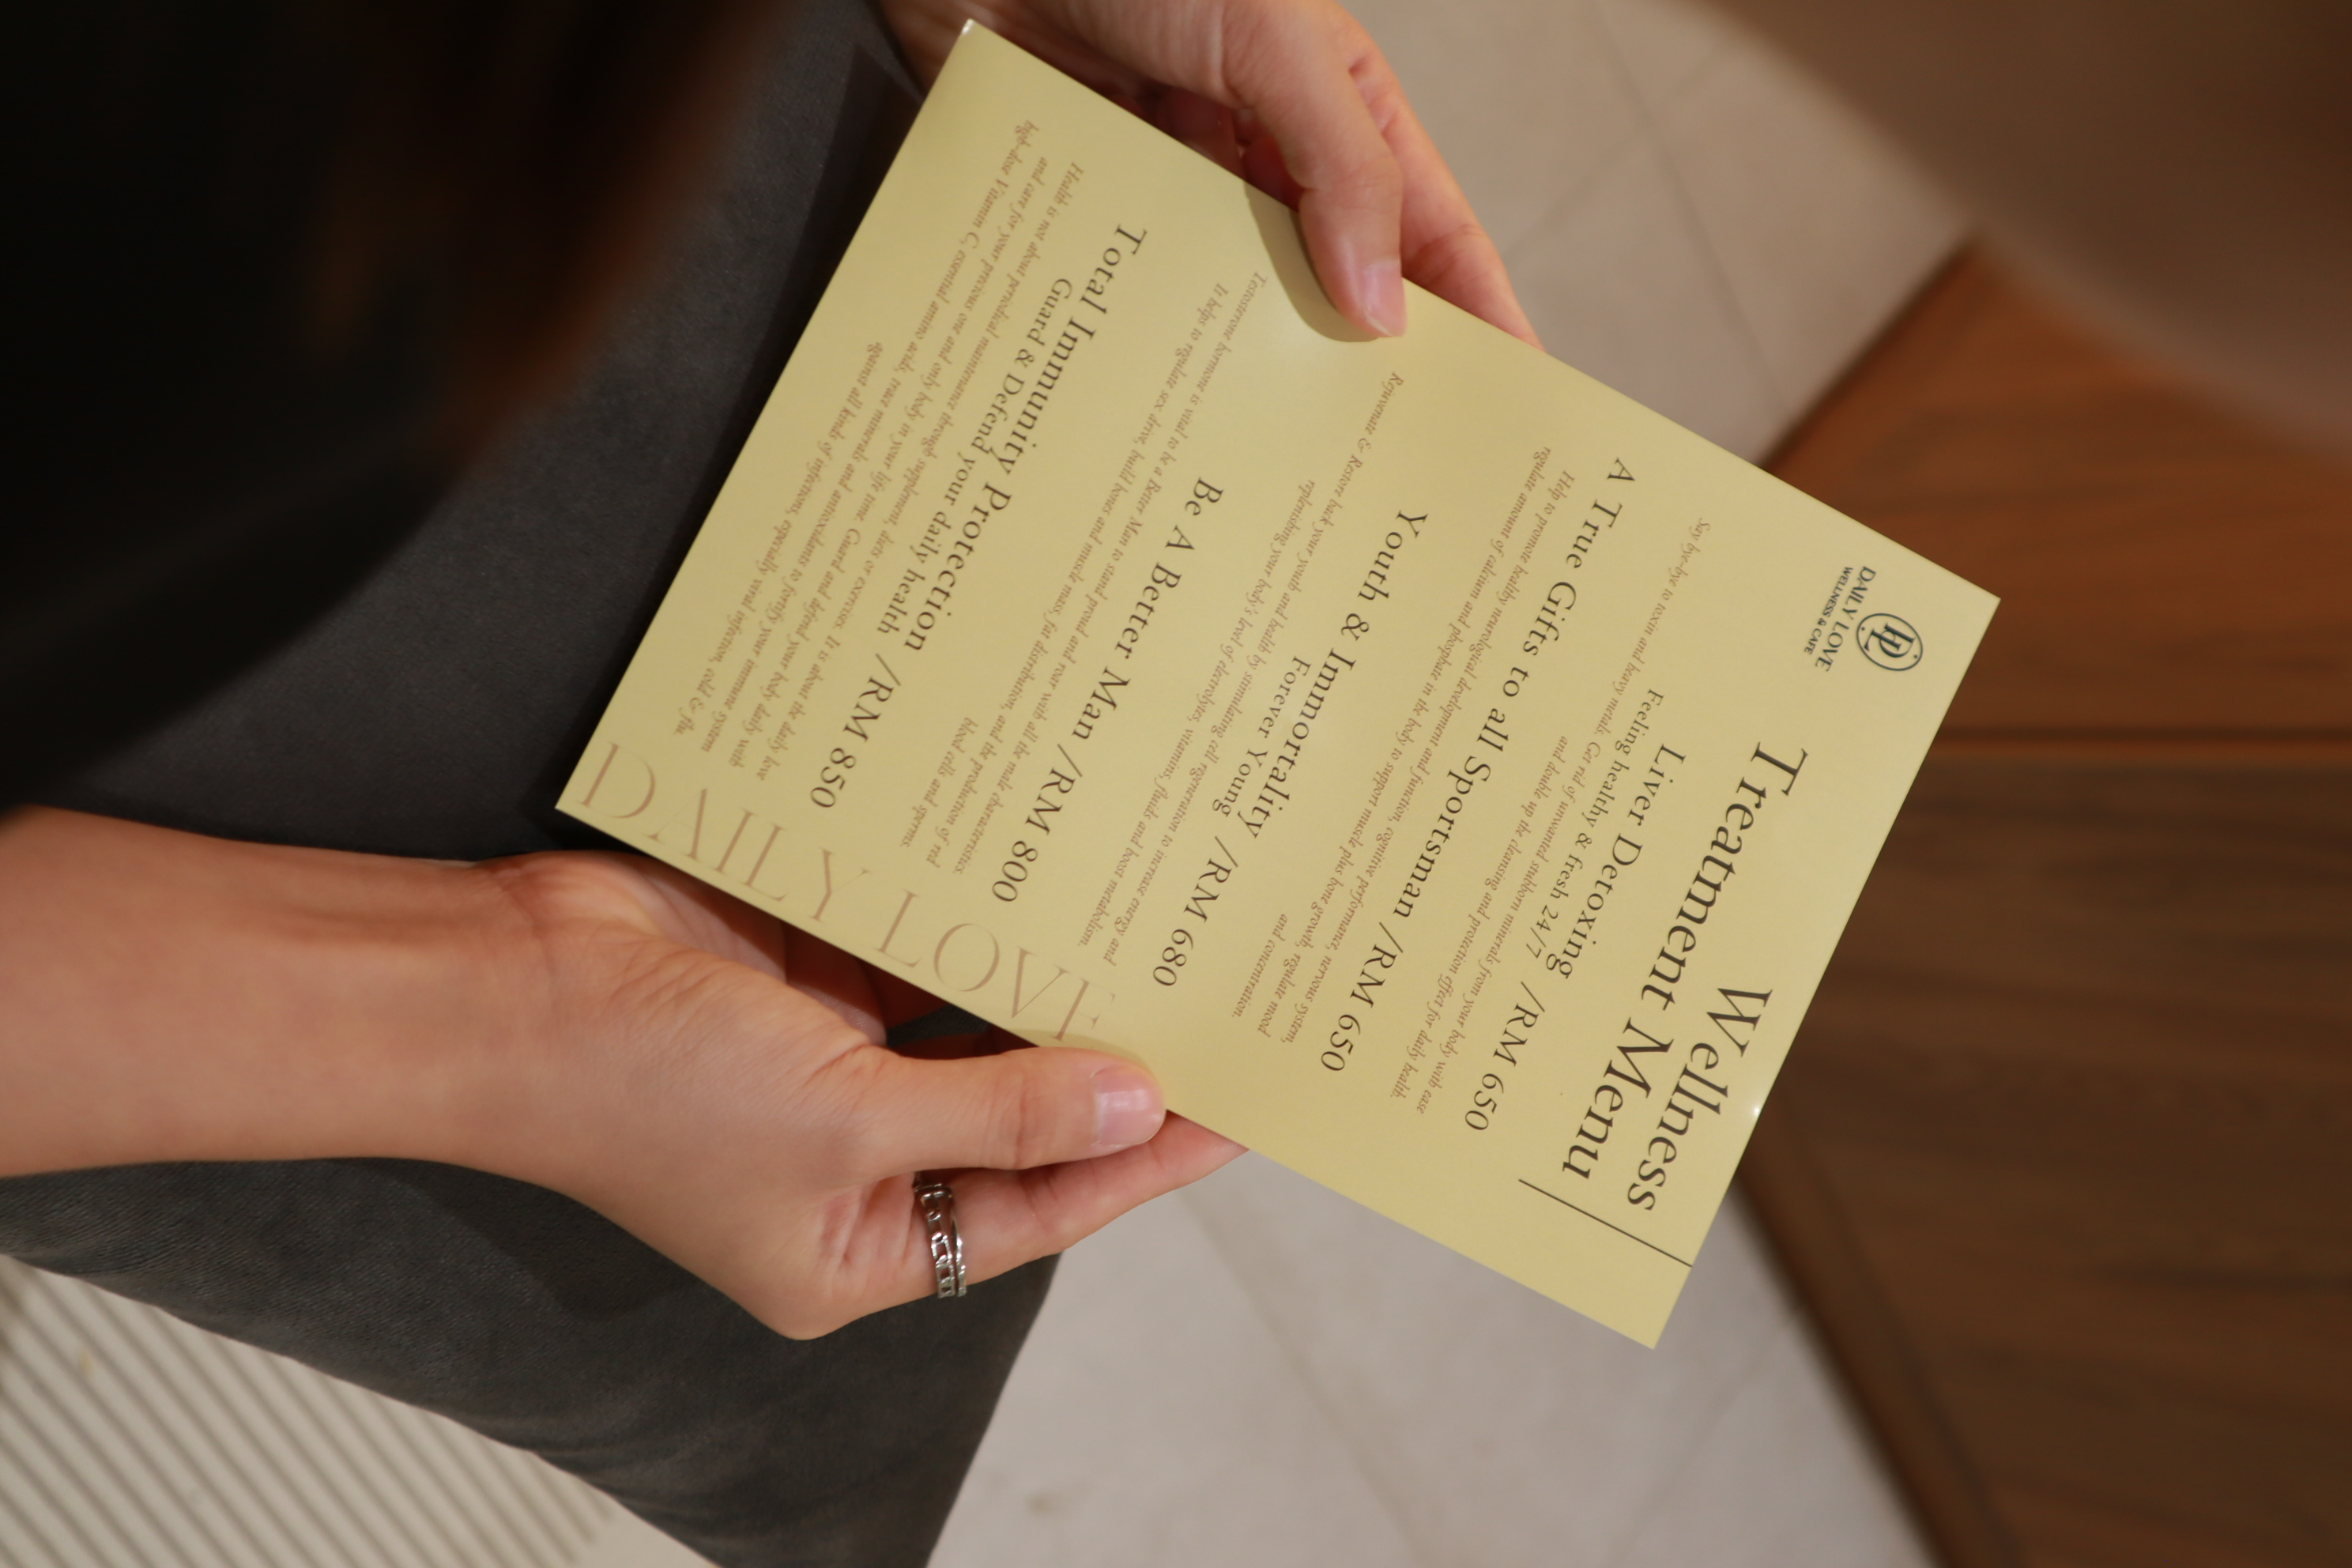 DL
DAILY LOVE
WELLNESS & CAFE
Wellness
Treatment Menu
Liver Detoxing /RM 650
Feeling healthy & fresh 24/7
Say bye-bye to toxin and heavy metals. Get rid of unwanted stubborn minerals from your body with ease
and double up the cleansing and protection effect for daily health.
A True Gifts to all Sportsman /RM 650
Help to promote healthy neurological development and function, cognitive performance, nervous system,
regulate amount of calcium and phosphate in the body to support muscle plus bone growth, regulate mood
and concentration.
Youth & Immortality /RM 680
Forever Young
Rejuvenate & Restore back your youth and health by stimulating cell regeneration to increase energy and
replenishing your body's level of electrolytes, vitamins, fluids and boost metabolism.
Be A Better Man /RM 800
Testosterone hormone is vital to be a Better Man to stand proud and roar with all the male characteristics.
It helps to regulate sex drive, build bones and muscle mass, fat distribution, and the production of red
blood cells and sperms.
Total Immunity Protection /RM 850
Guard & Defend your daily health
Health is not about periodical maintenance through supplement, diets or exercises. It is about the daily love
and care for your precious one and only body in your life time. Guard and defend your body daily with
high-dose Vitamin C, essential amino acids, trace minerals and antioxidants to fortify your immune system
against all kinds of infections, especially viral infection, cold & flu.
DAILY LOVE